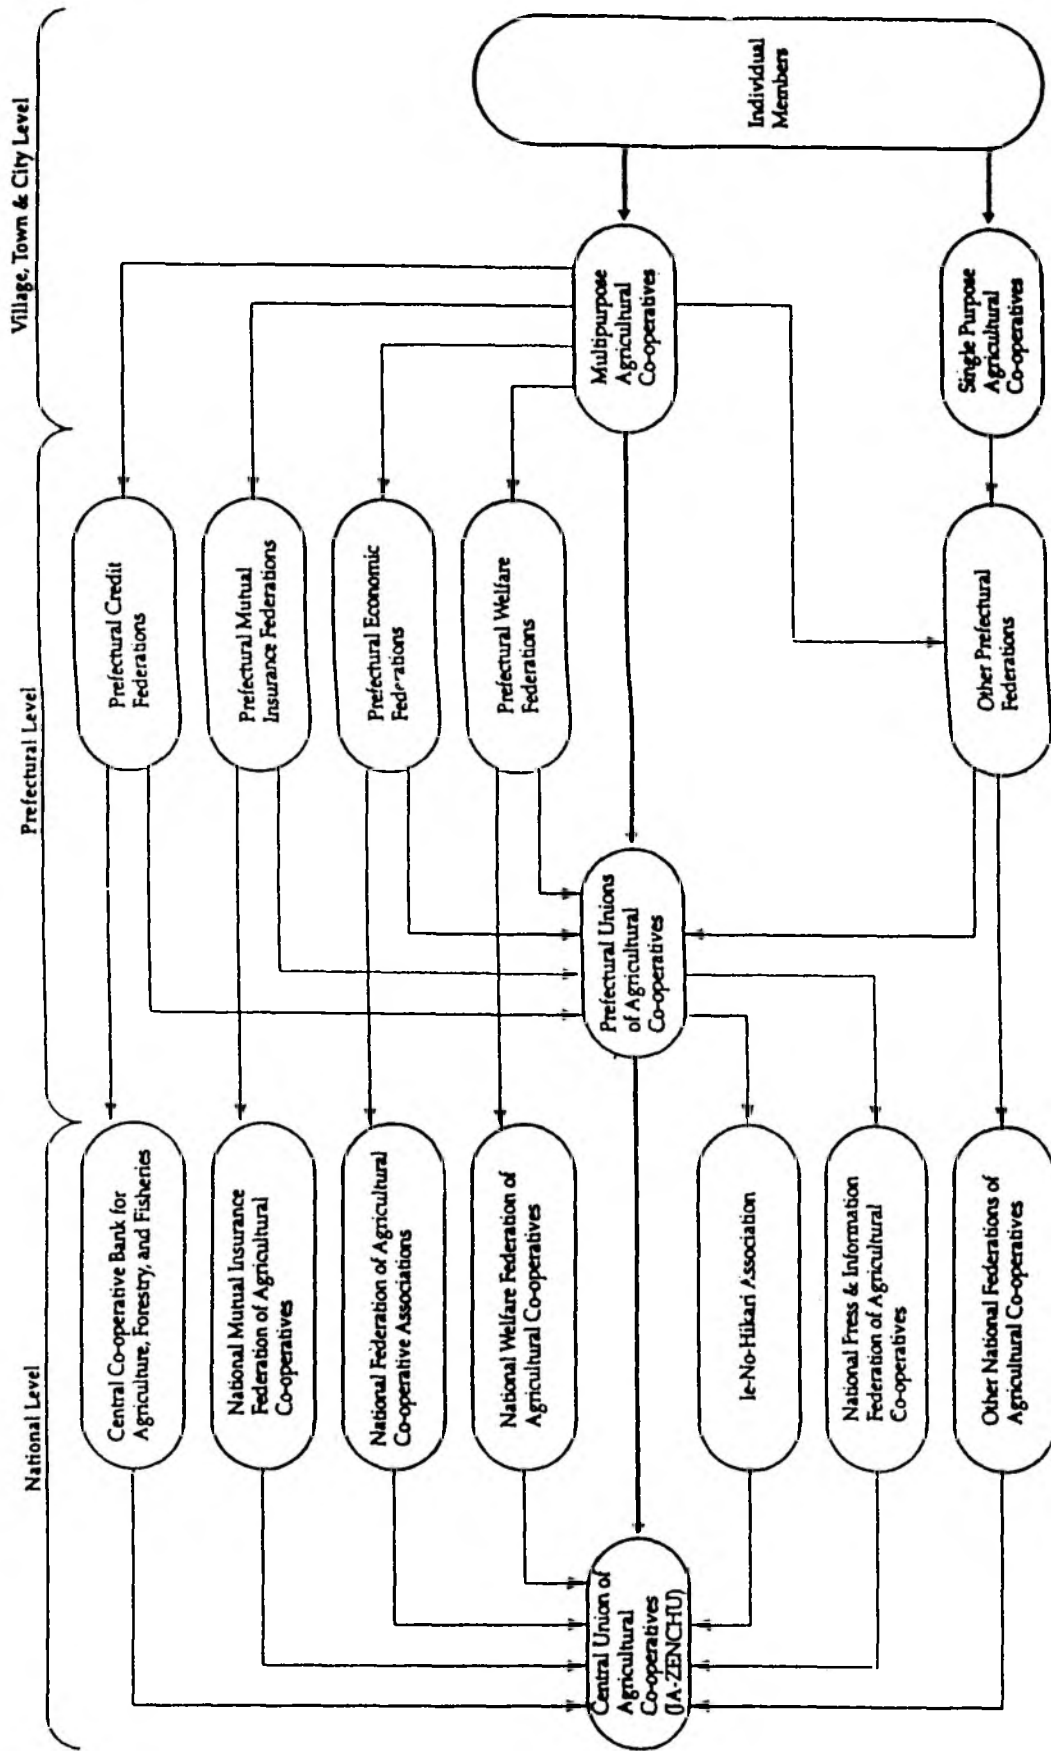 National Level
Prefectural Level
Village, Town & City Level
Central Co-operative Bank for
Agriculture, Forestry, and Fisheries
Prefectural Credit
Federations
National Mutual Insurance
Federation of Agricultural
Co-operatives
Prefectural Mutual
Insurance Federations
National Federation of Agricultural
Co-operative Associations
Prefectural Economic
Federations
National Welfare Federation of
Agricultural Co-operatives
Prefectural Welfare
Federations
Central Union of
Agricultural
Co-operatives
(JA-ZENCHU)
Prefectural Unions
of Agricultural
Co-operatives
Multipurpose
Agricultural
Co-operatives
Individual
Members
Ie-No-Hikari Association
National Press & Information
Federation of Agricultural
Co-operatives
Other National Federations of
Agricultural Co-operatives
Other Prefectural
Federations
Single Purpose
Agricultural
Co-operatives